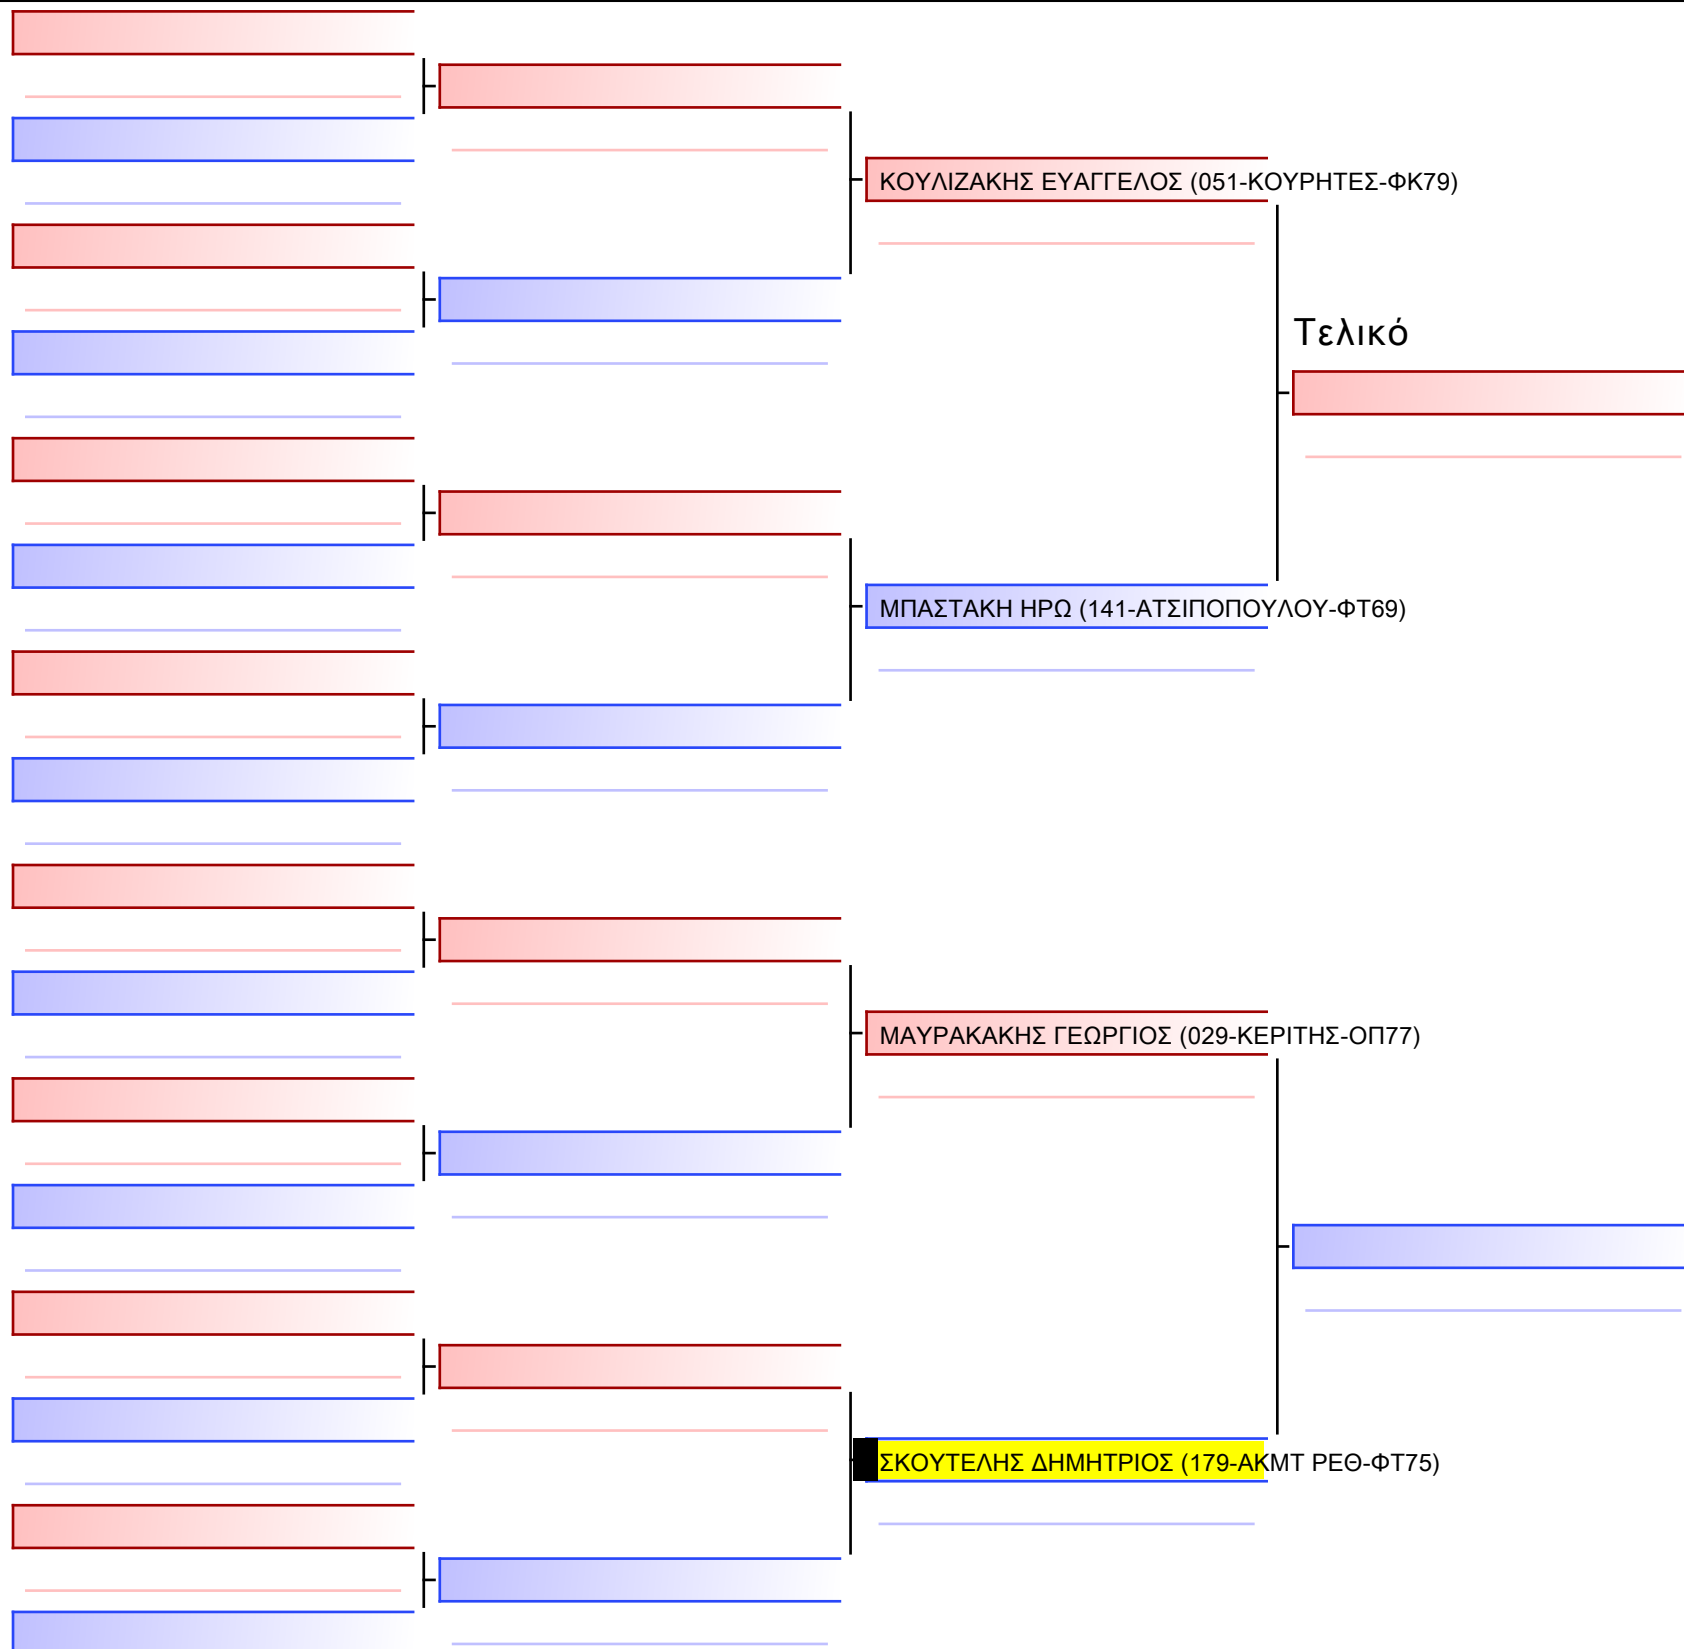 ΚΟΥΛΙΖΑΚΗΣ ΕΥΑΓΓΕΛΟΣ (051-ΚΟΥΡΗΤΕΣ-ΦΚ79)
Τελικό
ΜΠΑΣΤΑΚΗ ΗΡΩ (141-ΑΤΣΙΠΟΠΟΥΛΟΥ-ΦΤ69)
ΜΑΥΡΑΚΑΚΗΣ ΓΕΩΡΓΙΟΣ (029-ΚΕΡΙΤΗΣ-ΟΠ77)
ΣΚΟΥΤΕΛΗΣ ΔΗΜΗΤΡΙΟΣ (179-ΑΚΜΤ ΡΕΘ-ΦΤ75)